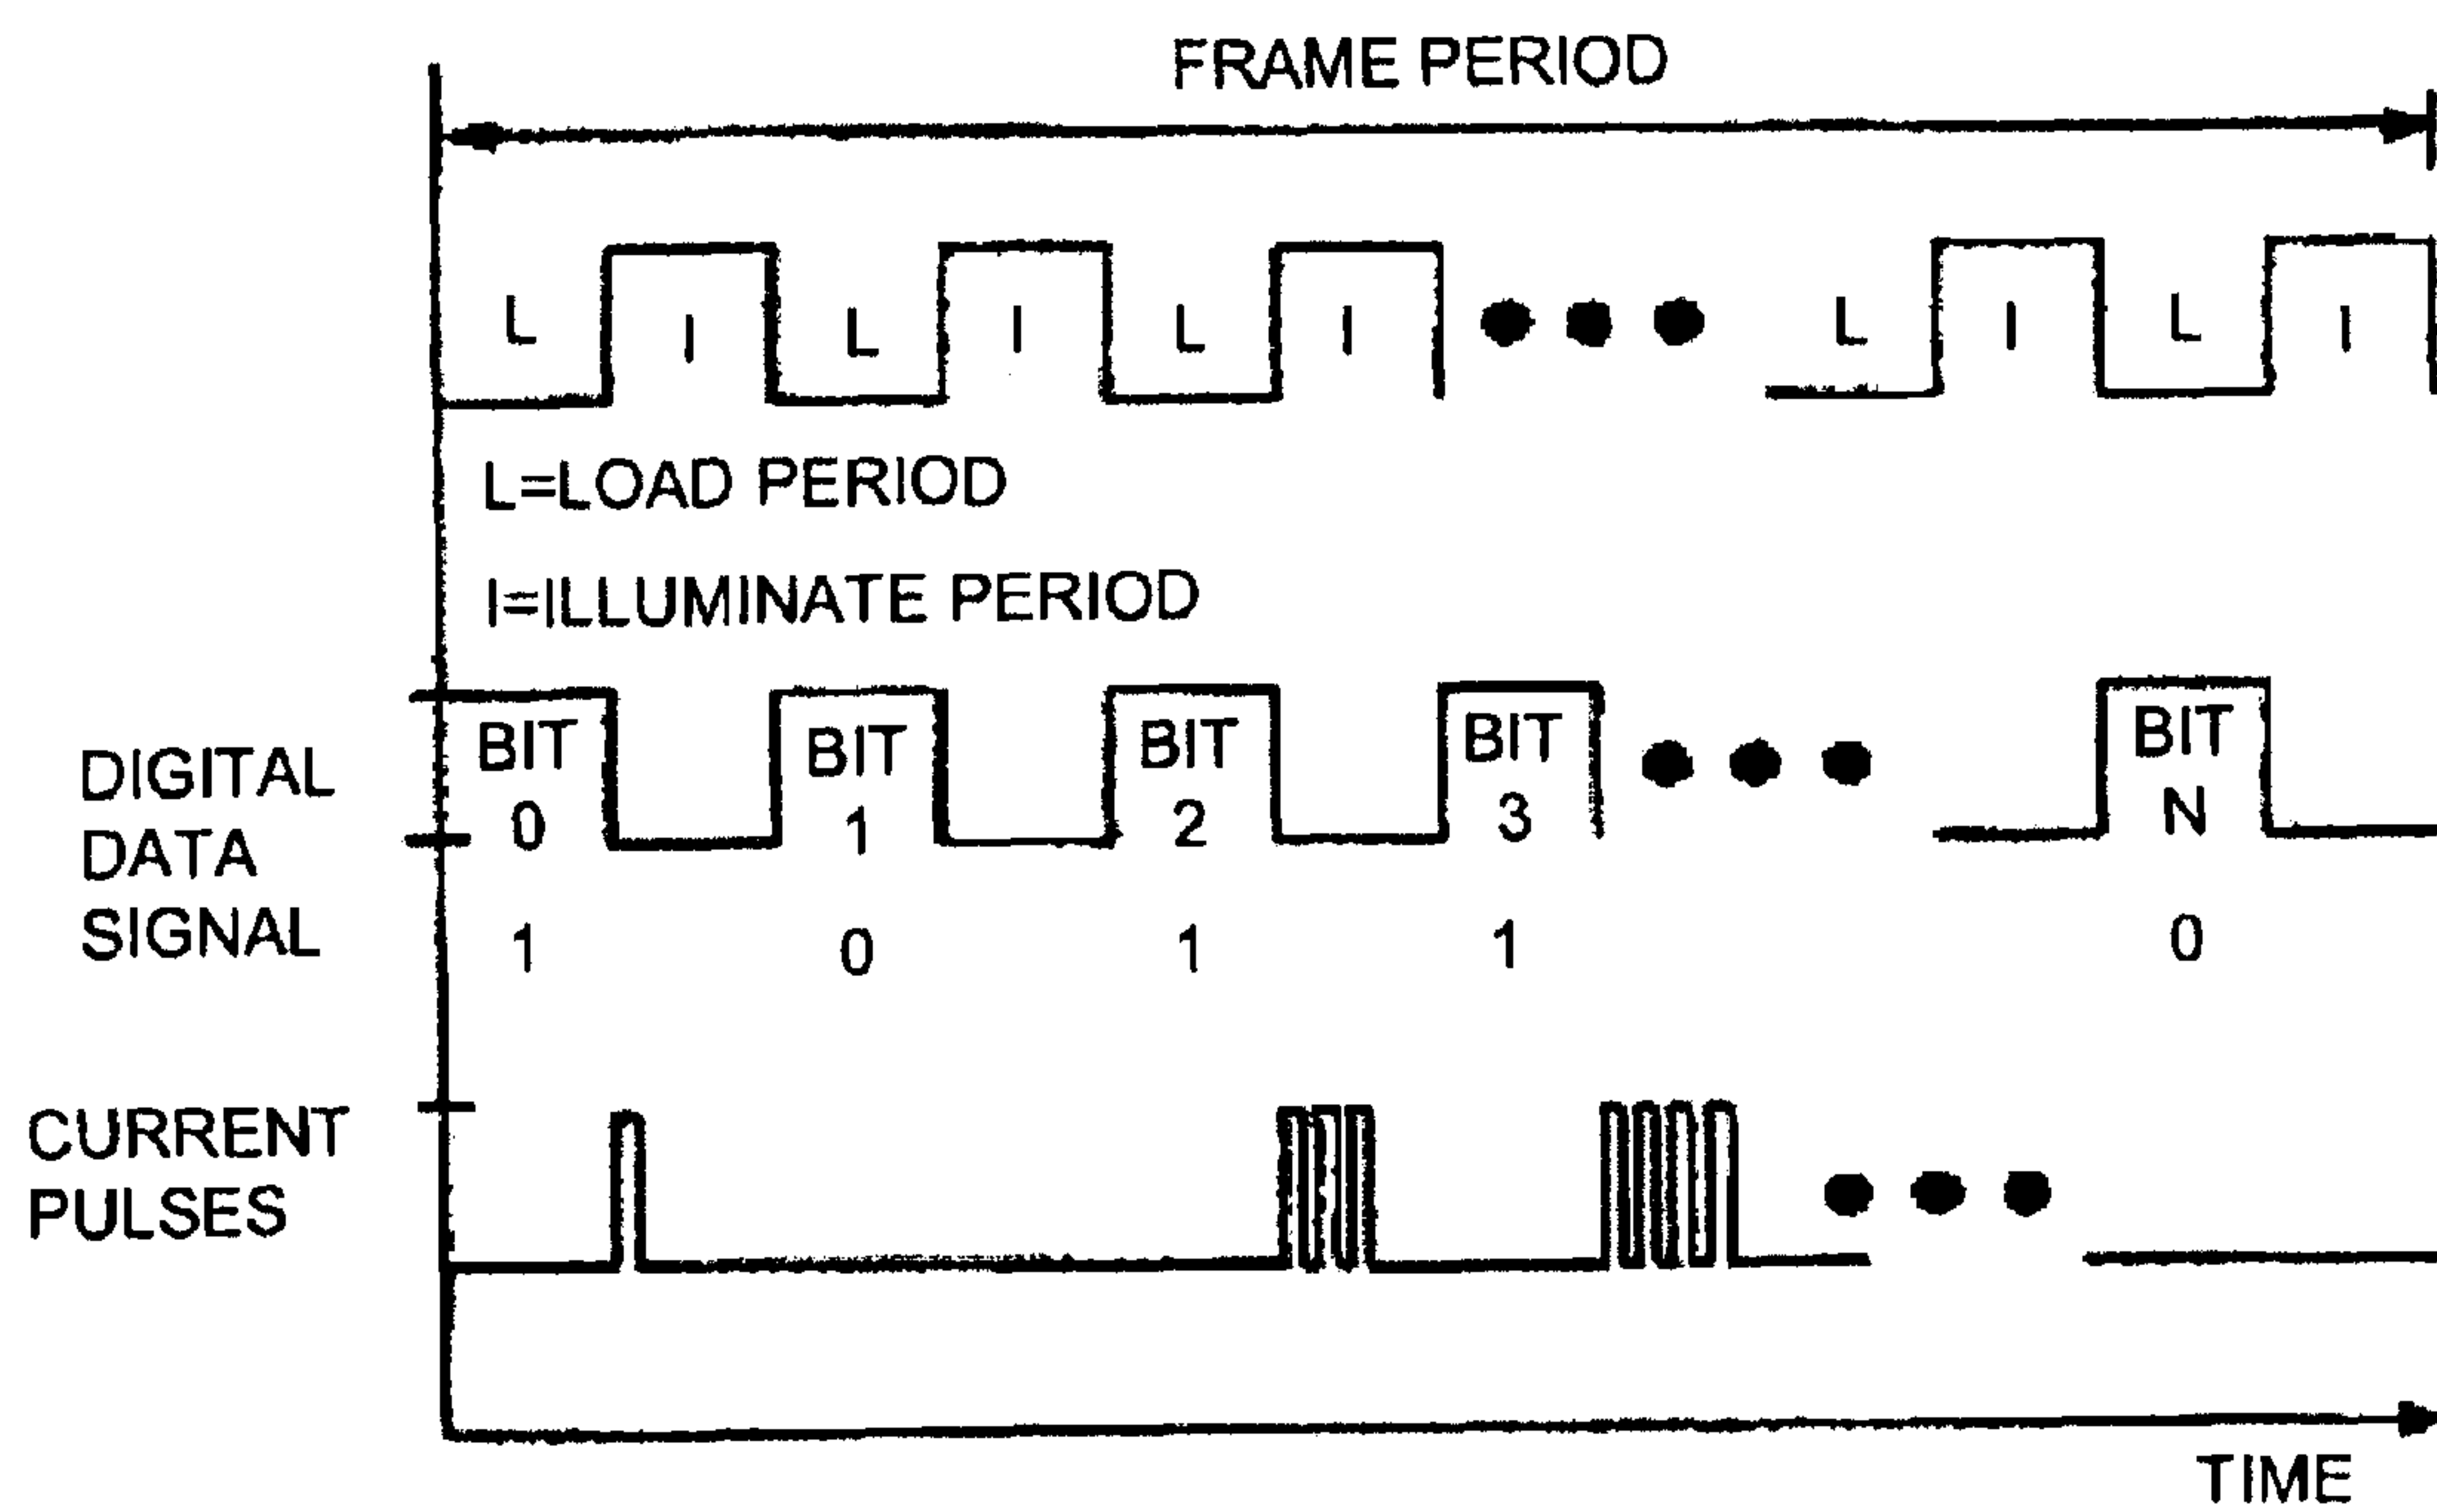 FRAME PERIOD
L I L I L I L I L I
L=LOAD PERIOD
I=ILLUMINATE PERIOD
DIGITAL
DATA
SIGNAL
BIT BIT BIT BIT BIT
0 1 2 3 N
1 0 1 1 0
CURRENT
PULSES
TIME